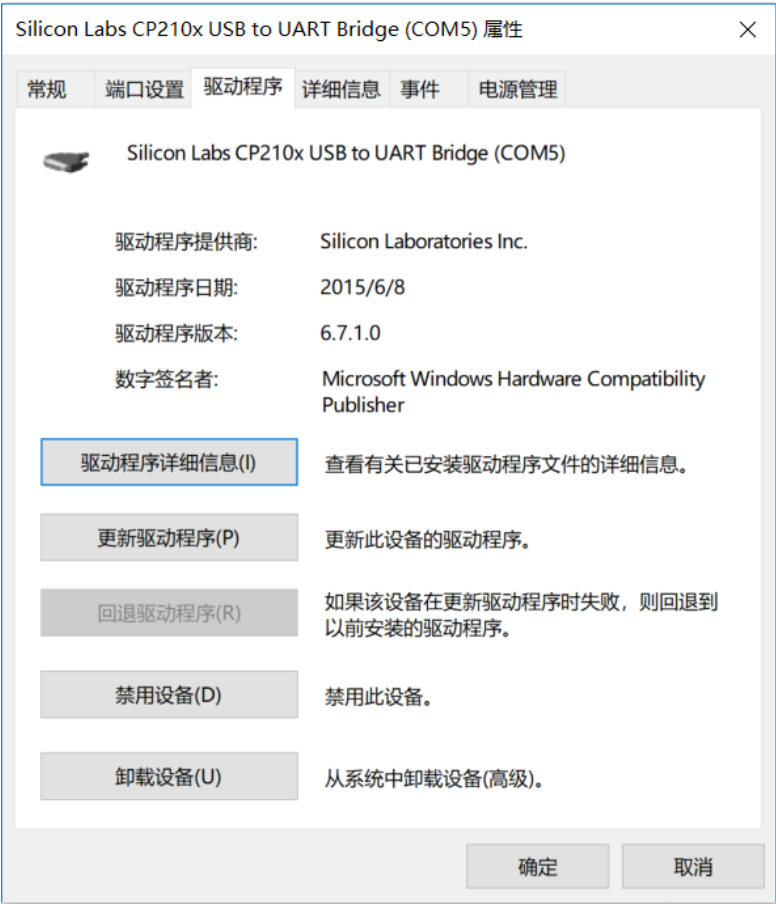 Silicon Labs CP210x USB to UART Bridge (COM5) 属性
常规 端口设置 驱动程序 详细信息 事件 电源管理
Silicon Labs CP210x USB to UART Bridge (COM5)
驱动程序提供商: Silicon Laboratories Inc.
驱动程序日期: 2015/6/8
驱动程序版本: 6.7.1.0
数字签名者: Microsoft Windows Hardware Compatibility
Publisher
驱动程序详细信息(I) 查看有关已安装驱动程序文件的详细信息。
更新驱动程序(P) 更新此设备的驱动程序。
回退驱动程序(R) 如果该设备在更新驱动程序时失败，则回退到
以前安装的驱动程序。
禁用设备(D) 禁用此设备。
卸载设备(U) 从系统中卸载设备(高级)。
确定 取消